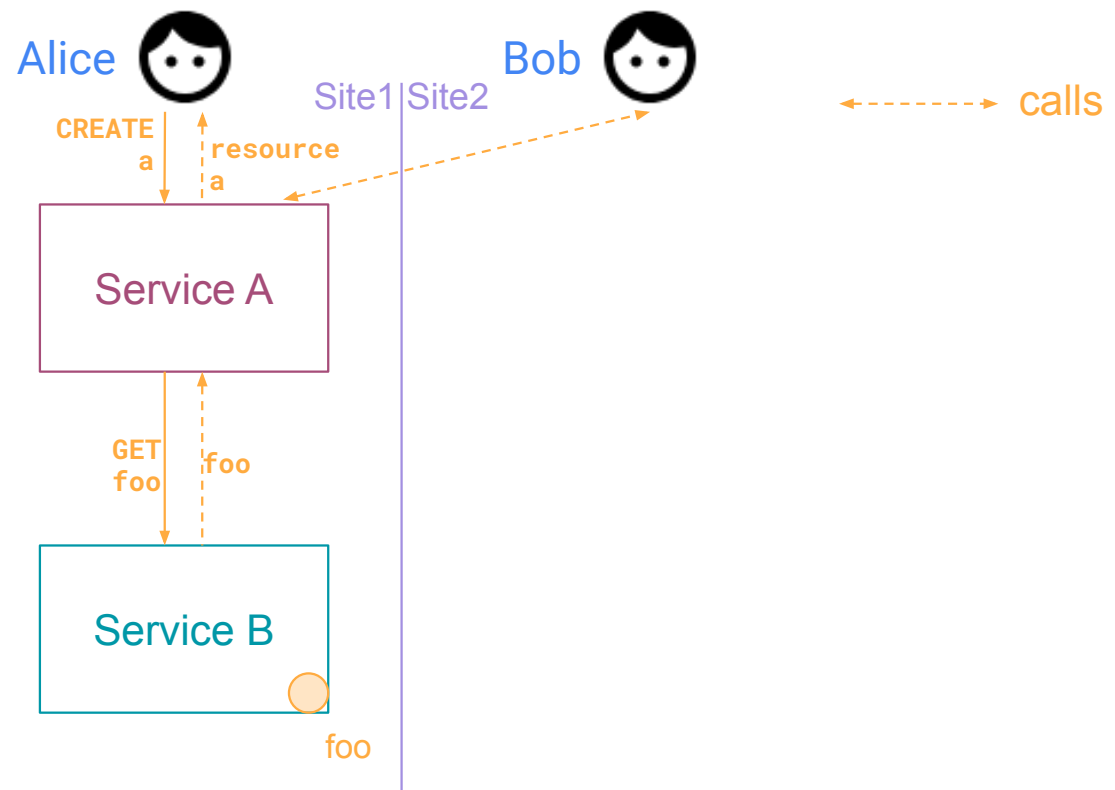 Alice
Bob
Site1
Site2
calls
CREATE
a
resource
a
Service A
GET
foo
foo
Service B
foo